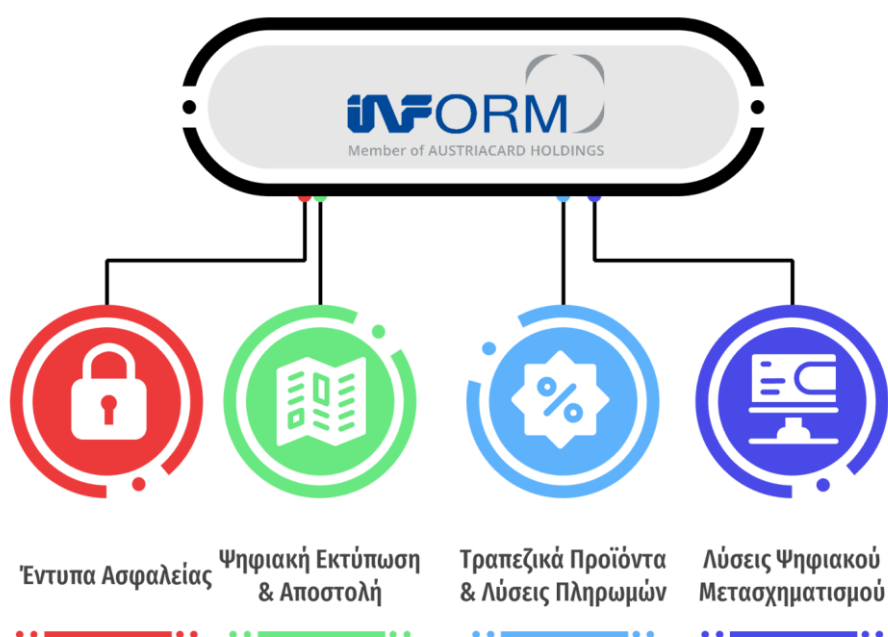 INFORM
Member of AUSTRIACARD HOLDINGS
Έντυπα Ασφαλείας
Ψηφιακή Εκτύπωση
& Αποστολή
Τραπεζικά Προϊόντα
& Λύσεις Πληρωμών
Λύσεις Ψηφιακού
Μετασχηματισμού